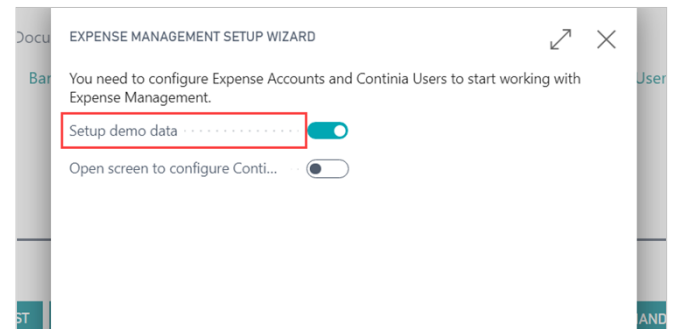 Docu
EXPENSE MANAGEMENT SETUP WIZARD
Bar
You need to configure Expense Accounts and Continia Users to start working with
User
Expense Management.
Setup demo data
Open screen to configure Conti...
ST
AND